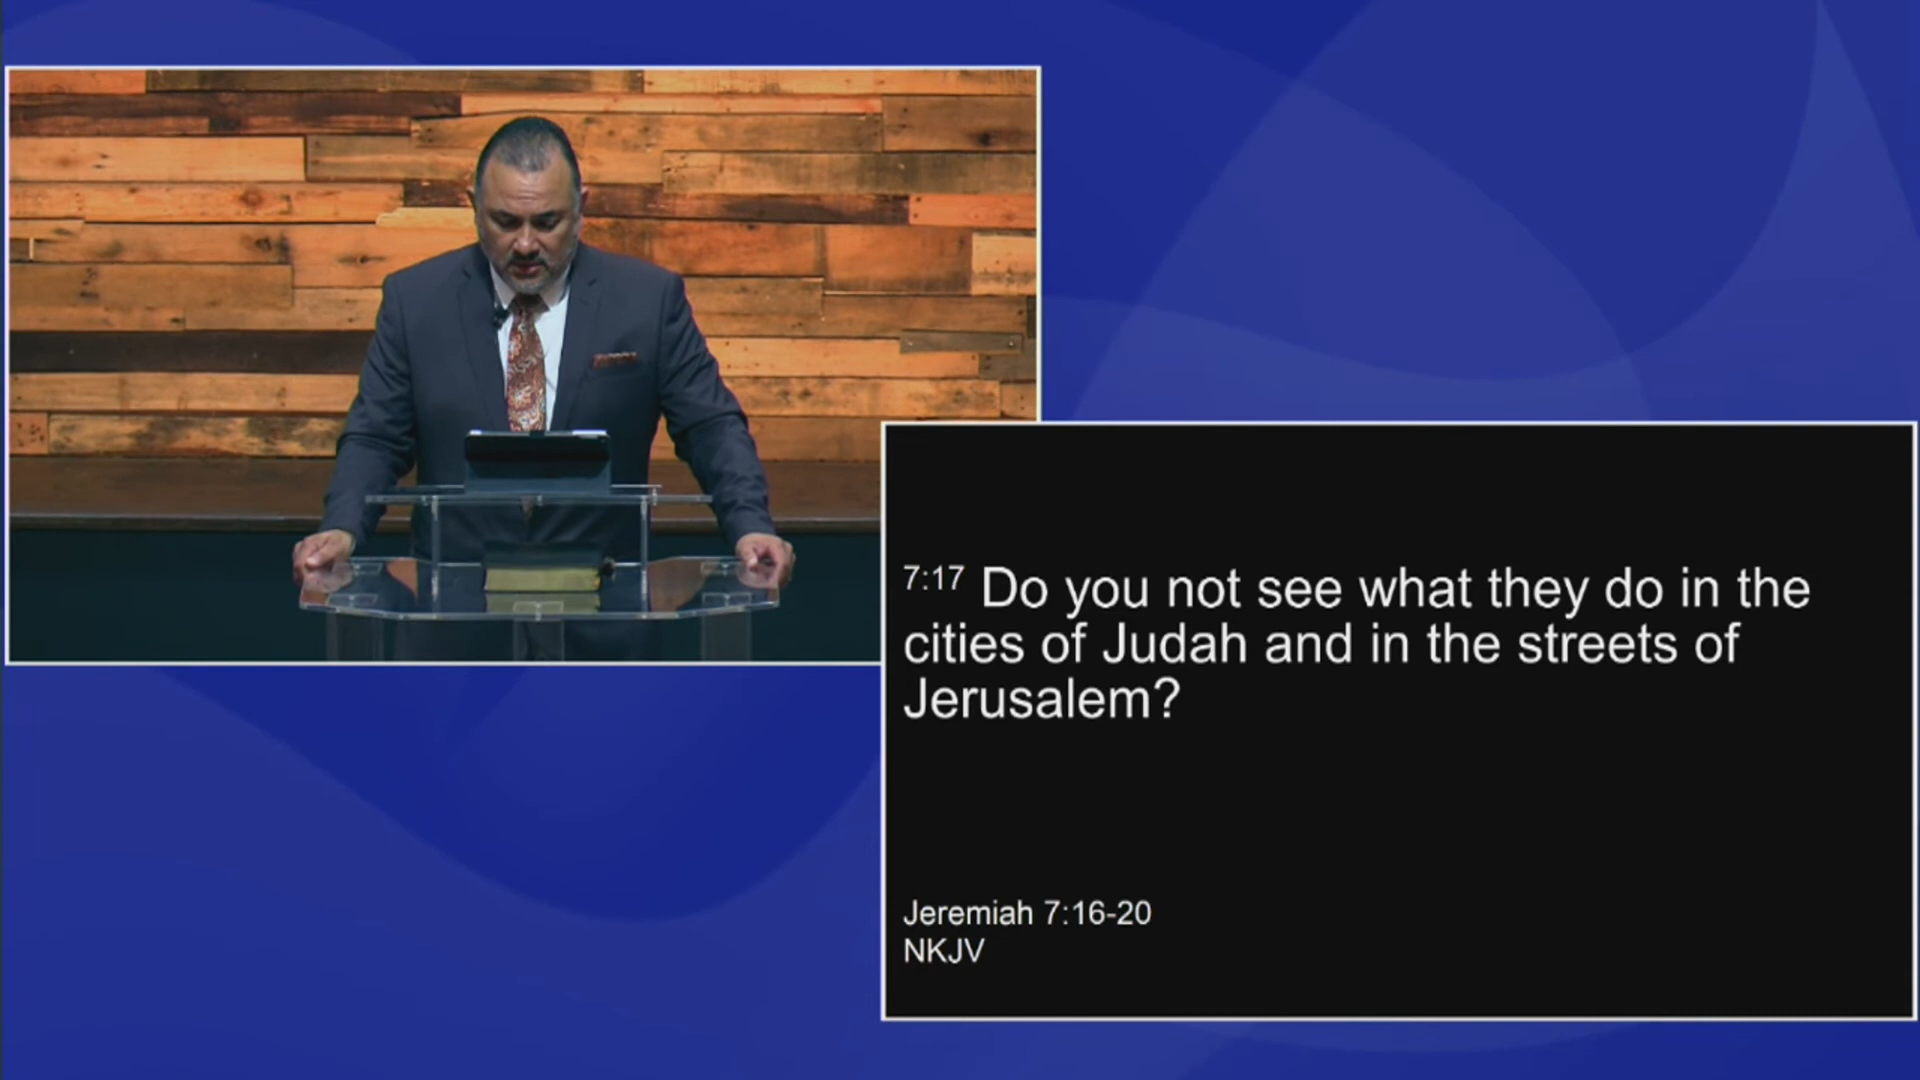 7:17 Do you not see what they do in the
cities of Judah and in the streets of
Jerusalem?
Jeremiah 7:16-20
NKJV